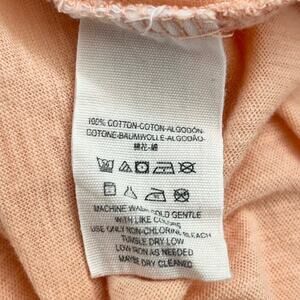 100% COTTON-COTON-ALGODÓN-
COTONE-BAUMWOLLE-ALGODÃO-
棉花-綿
MACHINE WASH COLD GENTLE
WITH LIKE COLORS
USE ONLY NON-CHLORINE BLEACH
TUMBLE DRY LOW
LOW IRON AS NEEDED
MAY BE DRY CLEANED